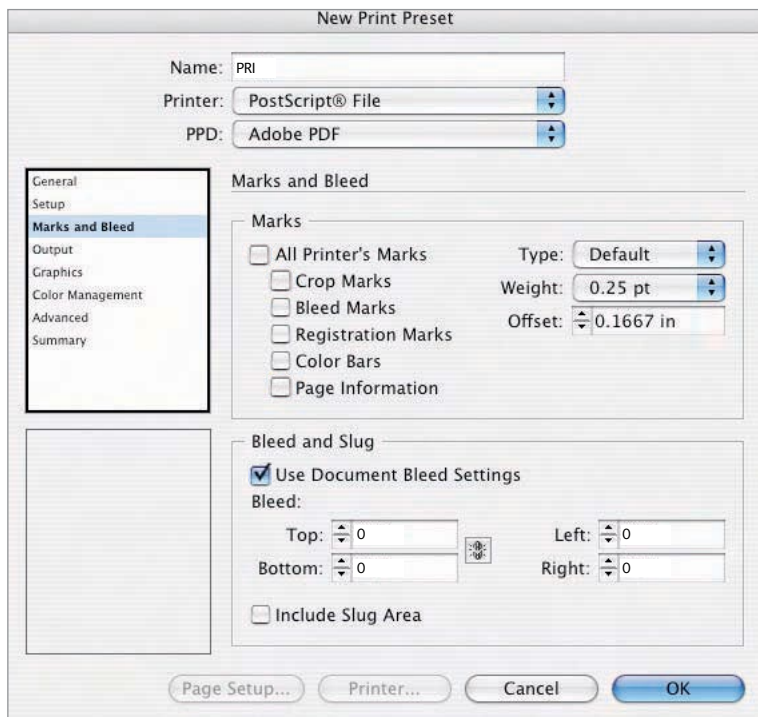 New Print Preset
Name: PRI
Printer: PostScript® File
PPD: Adobe PDF
General
Setup
Marks and Bleed
Output
Graphics
Color Management
Advanced
Summary
Marks and Bleed
Marks
All Printer's Marks
Crop Marks
Bleed Marks
Registration Marks
Color Bars
Page Information
Type: Default
Weight: 0.25 pt
Offset: 0.1667 in
Bleed and Slug
Use Document Bleed Settings
Bleed:
Top: 0 Left: 0
Bottom: 0 Right: 0
Include Slug Area
Page Setup... Printer... Cancel OK